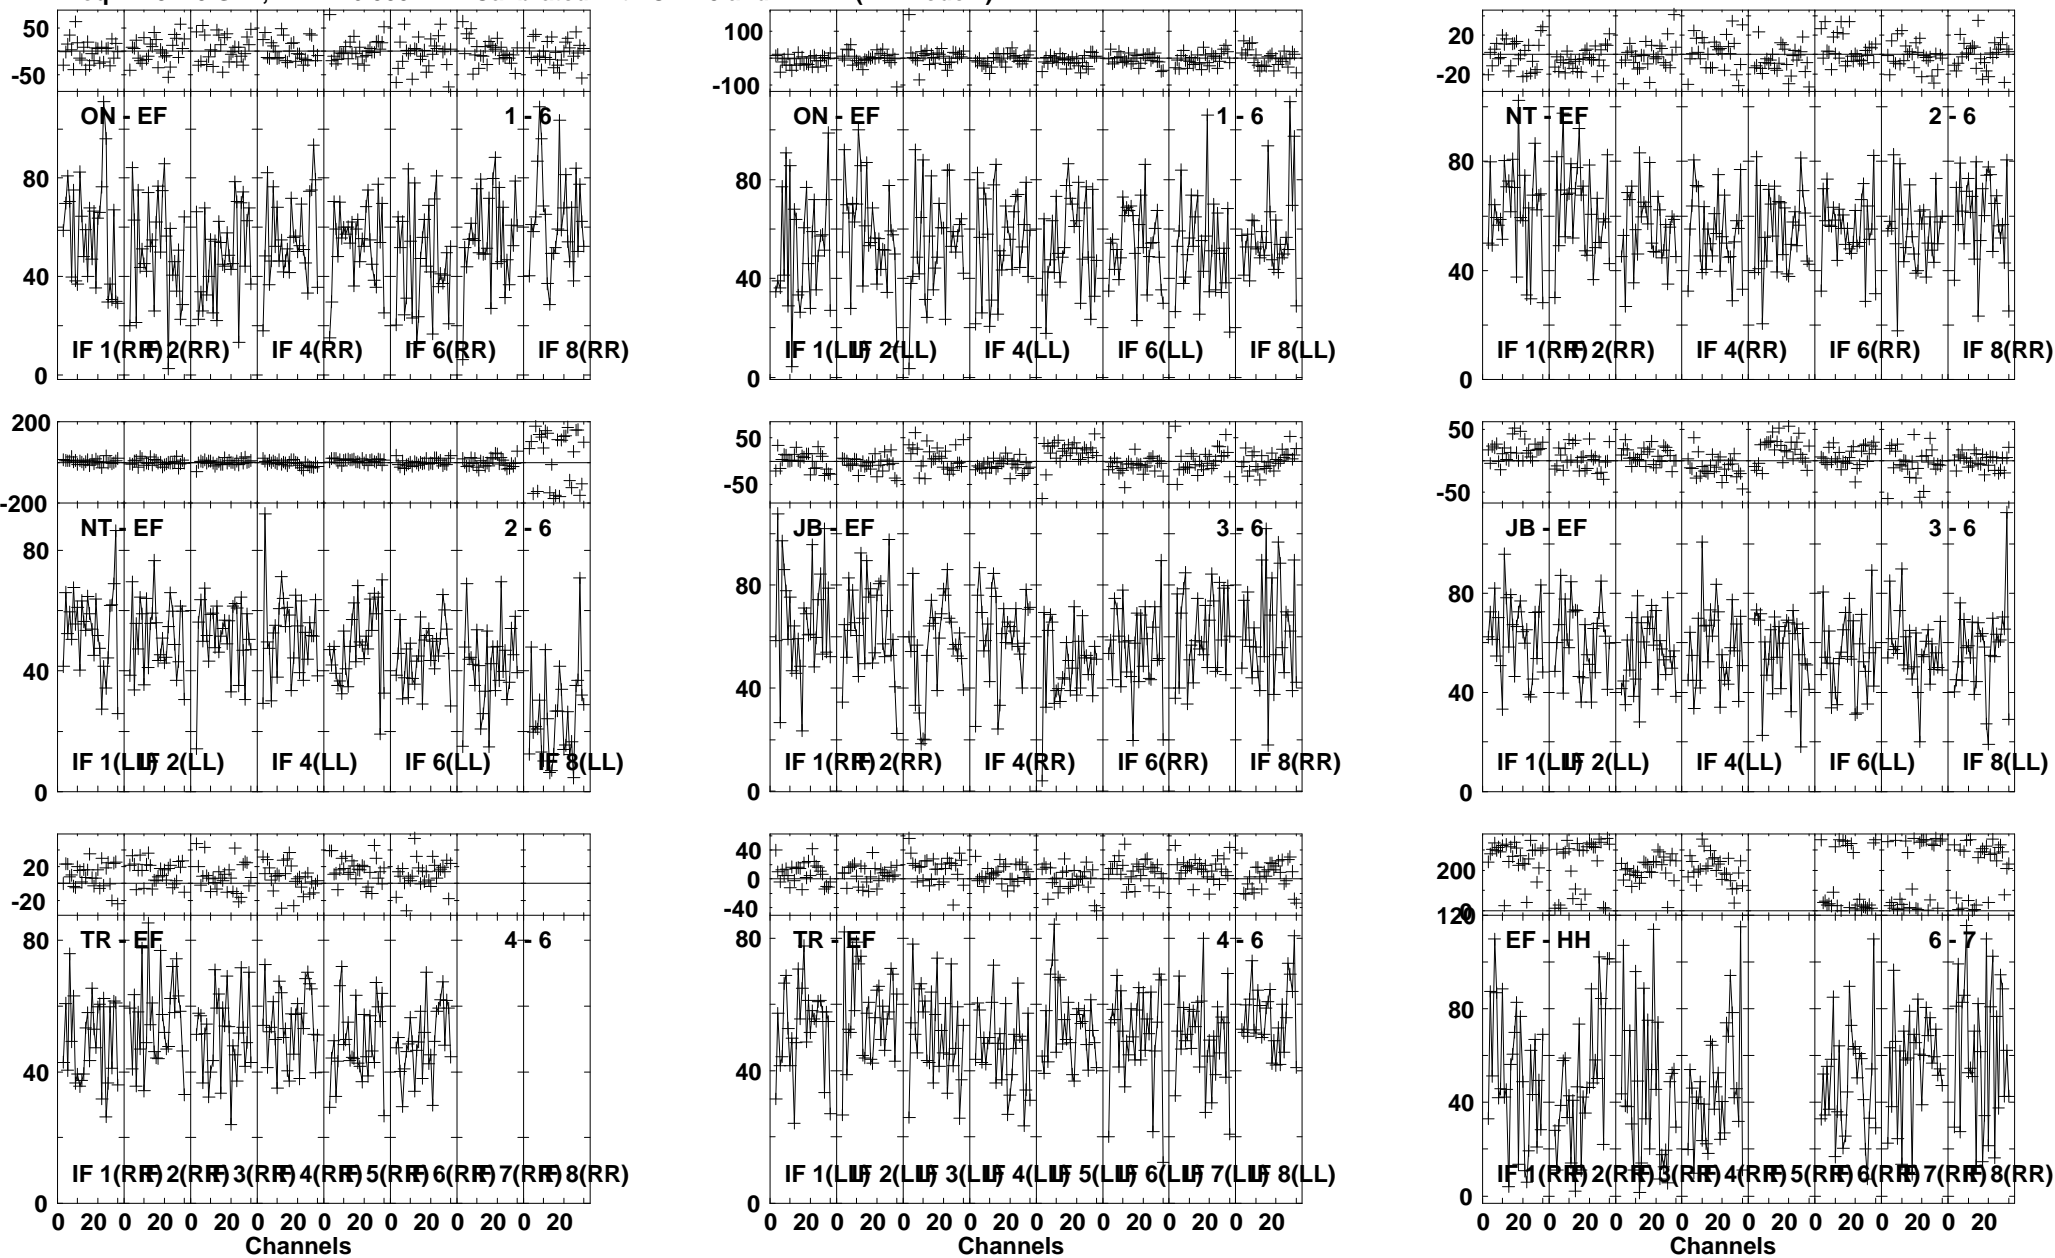 50
-50
ON - EF 1 - 6
80
40
IF 1(RR) IF 2(RR) IF 4(RR) IF 6(RR) IF 8(RR)
0
100
-100
ON - EF 1 - 6
80
40
IF 1(LL) IF 2(LL) IF 4(LL) IF 6(LL) IF 8(LL)
0
20
-20
NT - EF 2 - 6
80
40
IF 1(RR) IF 2(RR) IF 4(RR) IF 6(RR) IF 8(RR)
0
200
-200
NT - EF 2 - 6
80
40
IF 1(LL) IF 2(LL) IF 4(LL) IF 6(LL) IF 8(LL)
0
50
-50
JB - EF 3 - 6
80
40
IF 1(RR) IF 2(RR) IF 4(RR) IF 6(RR) IF 8(RR)
0
50
-50
JB - EF 3 - 6
80
40
IF 1(LL) IF 2(LL) IF 4(LL) IF 6(LL) IF 8(LL)
0
20
-20
TR - EF 4 - 6
80
40
IF 1(RR) IF 2(RR) IF 3(RR) IF 4(RR) IF 5(RR) IF 6(RR) IF 7(RR) IF 8(RR)
0
0 20 0 20 0 20 0 20 0 20 0 20 0 20 0 20
Channels
40
0
-40
TR - EF 4 - 6
80
40
IF 1(LL) IF 2(LL) IF 3(LL) IF 4(LL) IF 5(LL) IF 6(LL) IF 7(LL) IF 8(LL)
0
0 20 0 20 0 20 0 20 0 20 0 20 0 20 0 20
Channels
200
0
120
EF - HH 6 - 7
80
40
IF 1(RR) IF 2(RR) IF 3(RR) IF 4(RR) IF 5(RR) IF 6(RR) IF 7(RR) IF 8(RR)
0
0 20 0 20 0 20 0 20 0 20 0 20 0 20 0 20
Channels